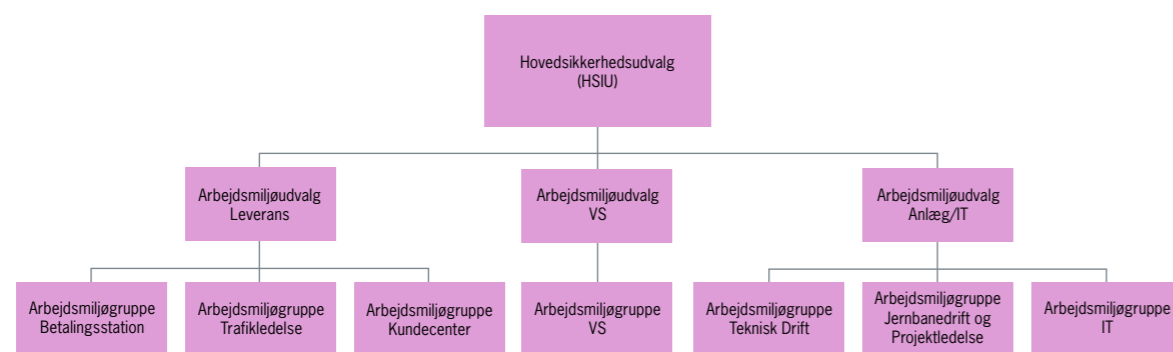 Hovedsikkerhedsudvalg
(HSIU)
Arbejdsmiljøudvalg
Leverans
Arbejdsmiljøudvalg
VS
Arbejdsmiljøudvalg
Anlæg/IT
Arbejdsmiljøgruppe
Betalingsstation
Arbejdsmiljøgruppe
Trafikledelse
Arbejdsmiljøgruppe
Kundecenter
Arbejdsmiljøgruppe
VS
Arbejdsmiljøgruppe
Teknisk Drift
Arbejdsmiljøgruppe
Jernbanedrift og
Projektledelse
Arbejdsmiljøgruppe
IT